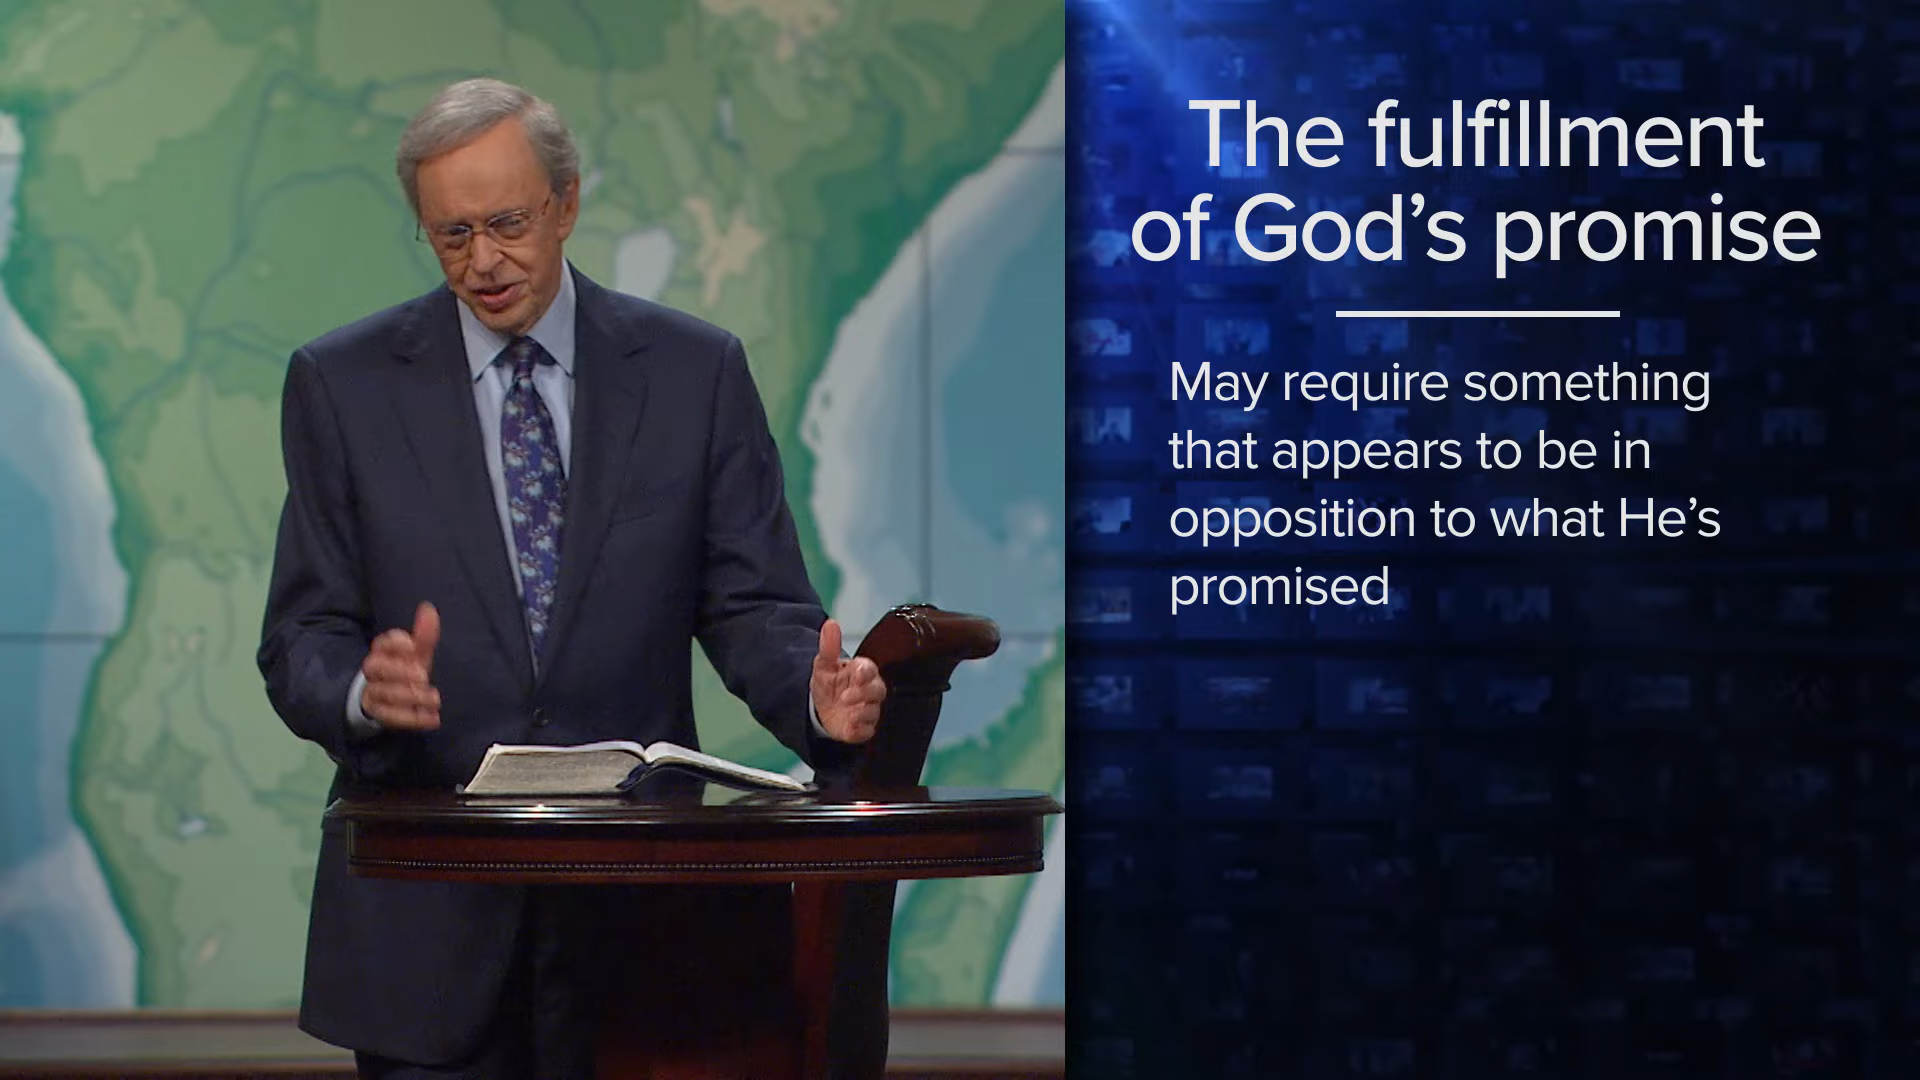 The fulfillment
of God’s promise
May require something
that appears to be in
opposition to what He’s
promised